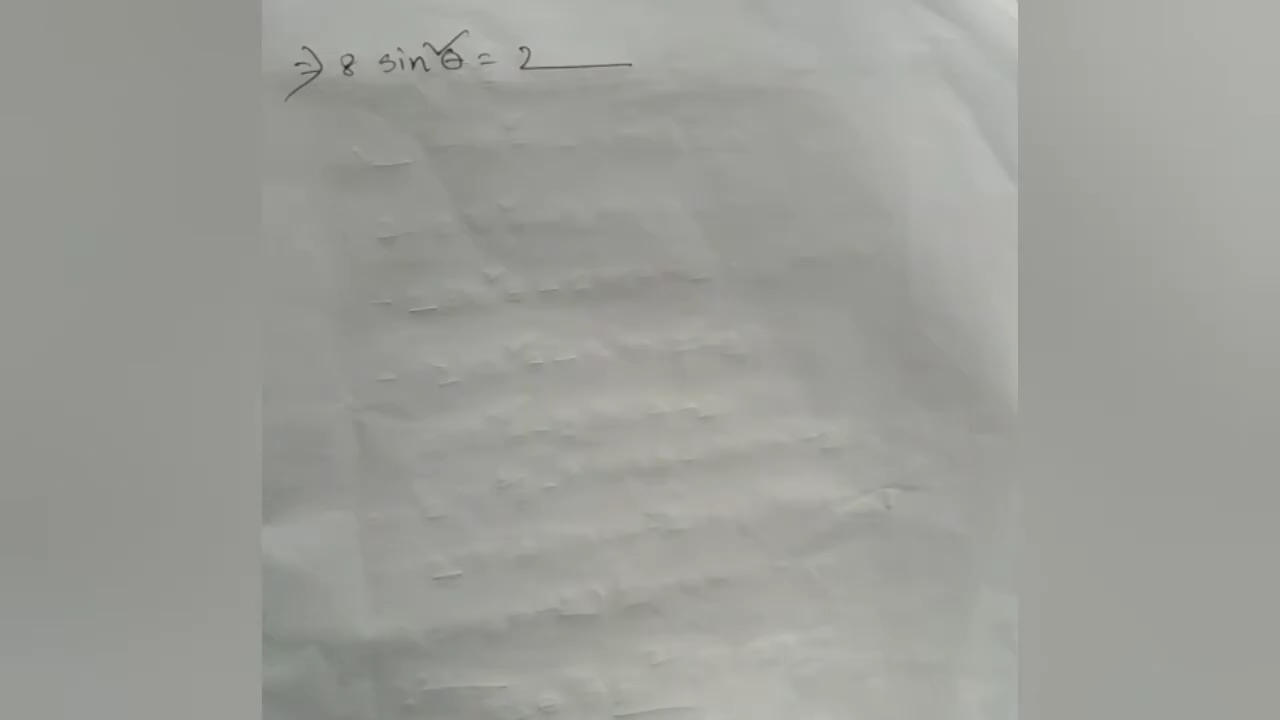 ⇒ 8 sin²θ = 2